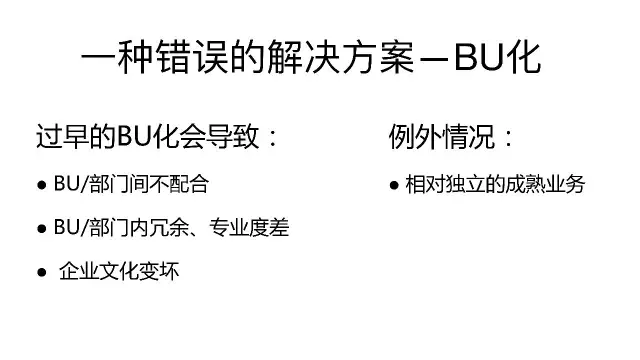 一种错误的解决方案—BU化
过早的BU化会导致：
● BU/部门间不配合
● BU/部门内冗余、专业度差
● 企业文化变坏
例外情况：
● 相对独立的成熟业务